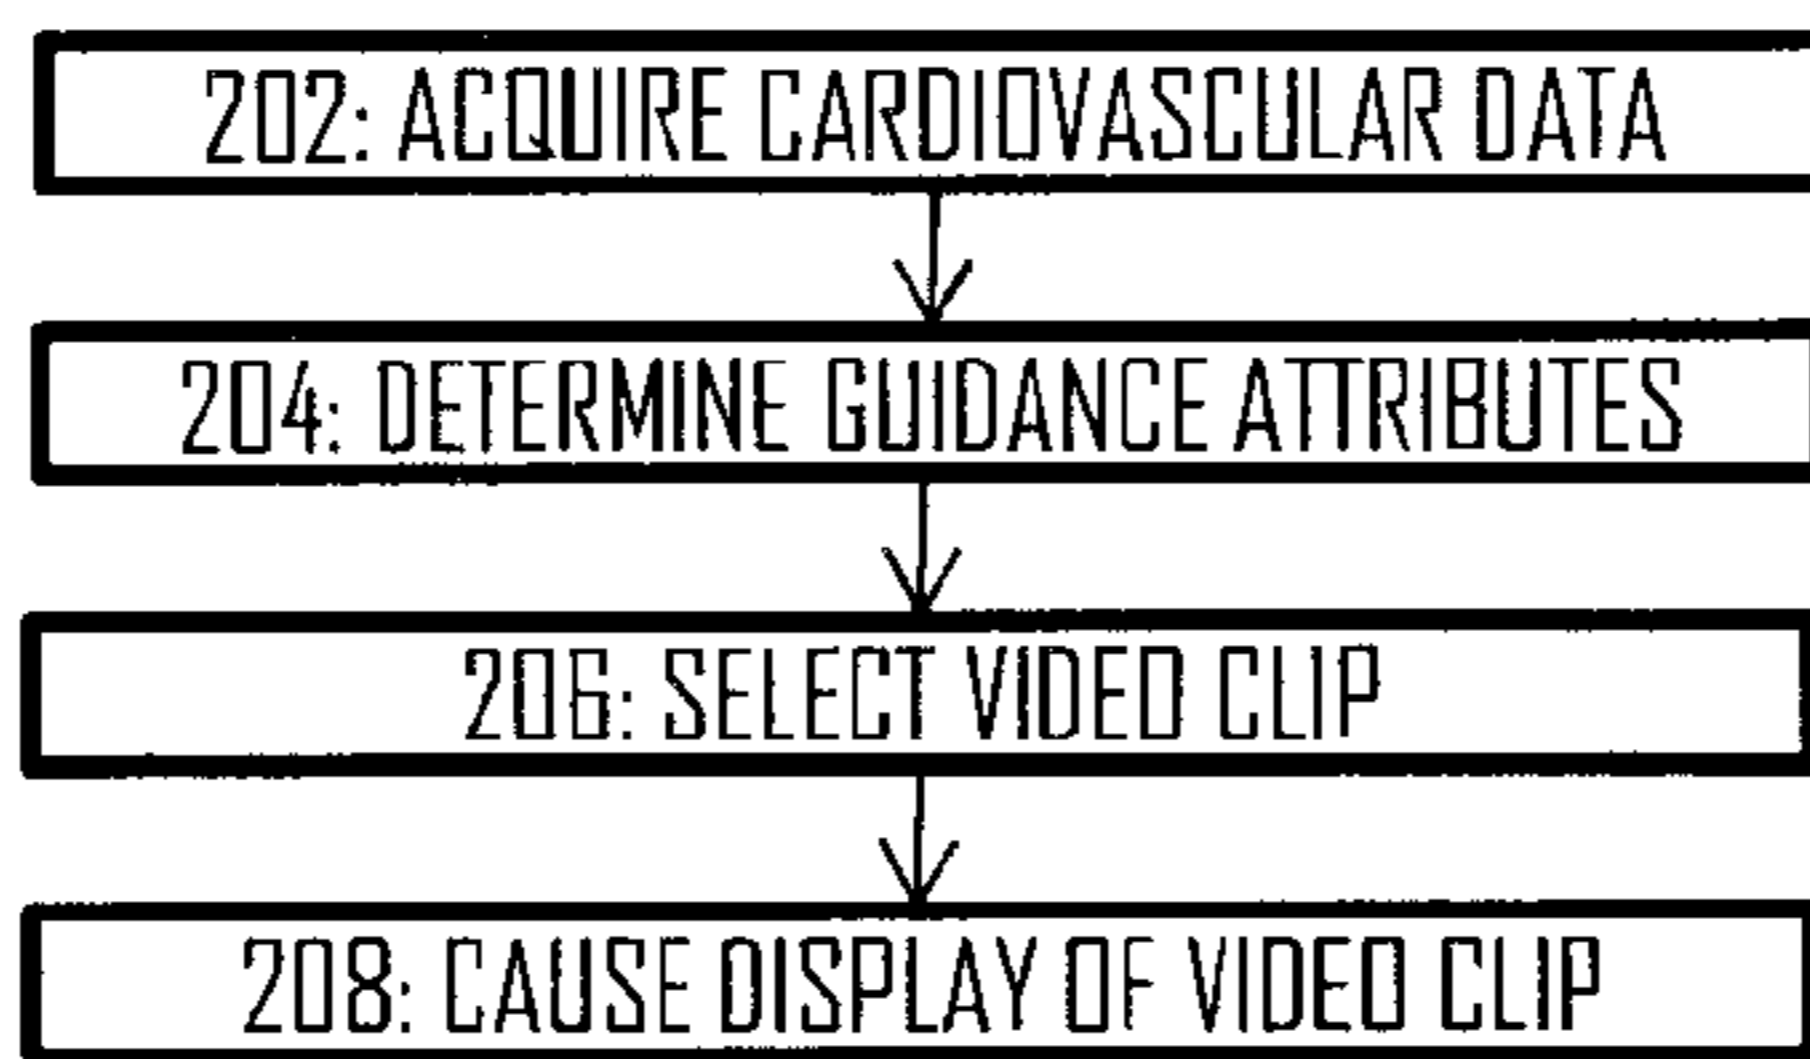 202: ACQUIRE CARDIOVASCULAR DATA
204: DETERMINE GUIDANCE ATTRIBUTES
206: SELECT VIDEO CLIP
208: CAUSE DISPLAY OF VIDEO CLIP